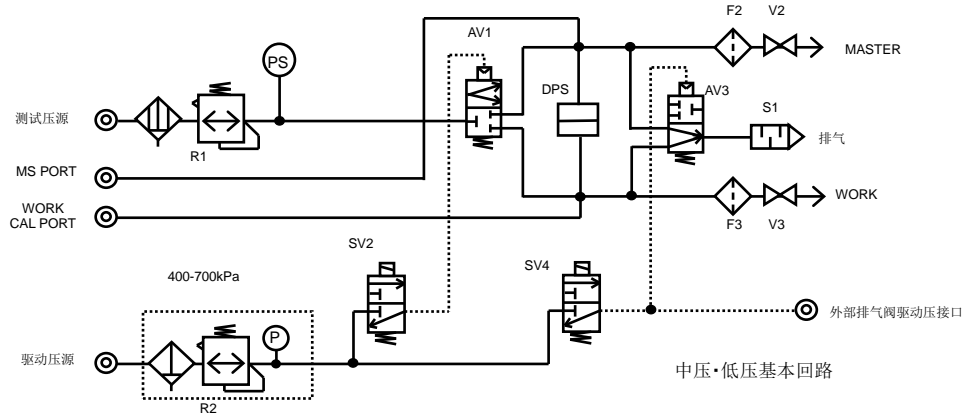 F2
V2
AV1
MASTER
PS
DPS
AV3
S1
测试压源
排气
R1
MS PORT
WORK
CAL PORT
WORK
F3
V3
SV2
SV4
400-700kPa
外部排气阀驱动压接口
P
驱动压源
中压·低压基本回路
R2